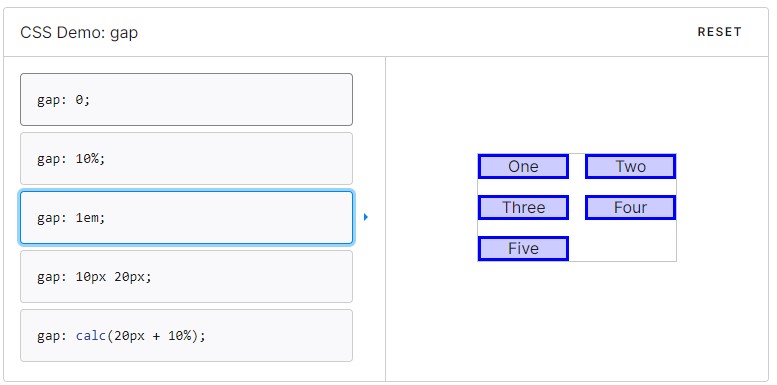 CSS Demo: gap
RESET
gap: 0;
gap: 10%;
gap: 1em;
gap: 10px 20px;
gap: calc(20px + 10%);
One Two
Three Four
Five